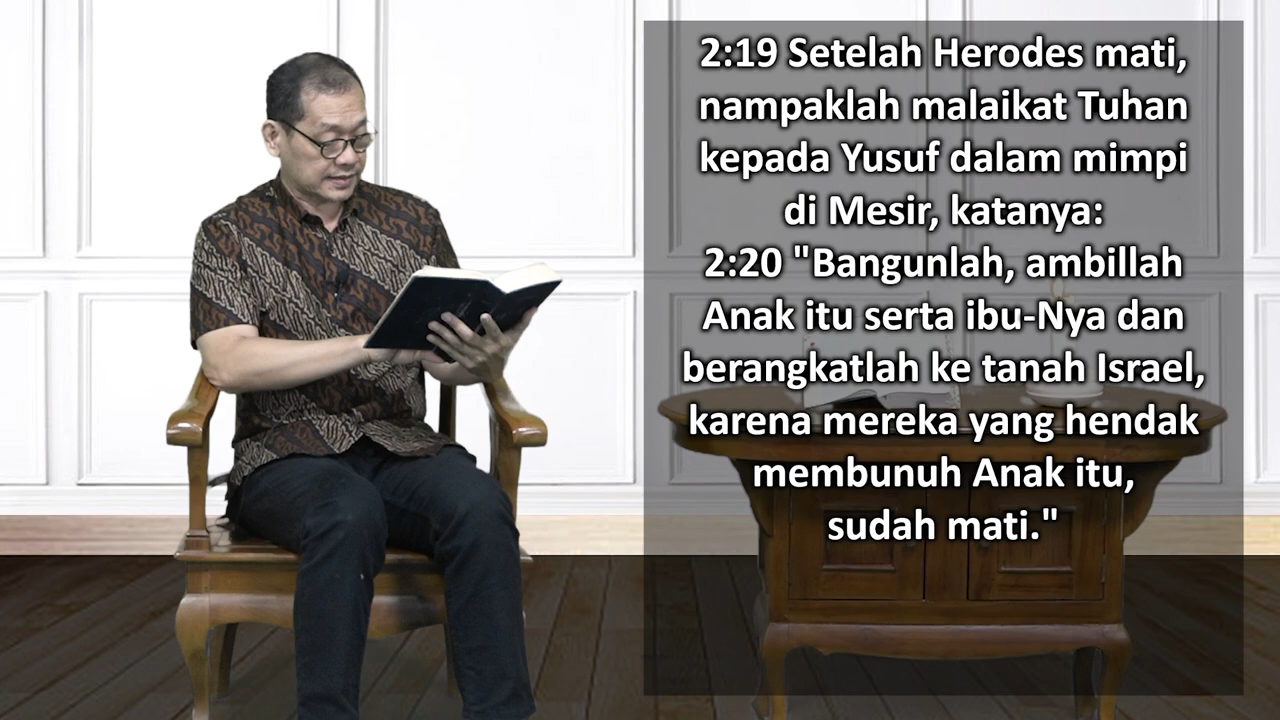 2:19 Setelah Herodes mati,
nampaklah malaikat Tuhan
kepada Yusuf dalam mimpi
di Mesir, katanya:
2:20 "Bangunlah, ambillah
Anak itu serta ibu-Nya dan
berangkatlah ke tanah Israel,
karena mereka yang hendak
membunuh Anak itu,
sudah mati."